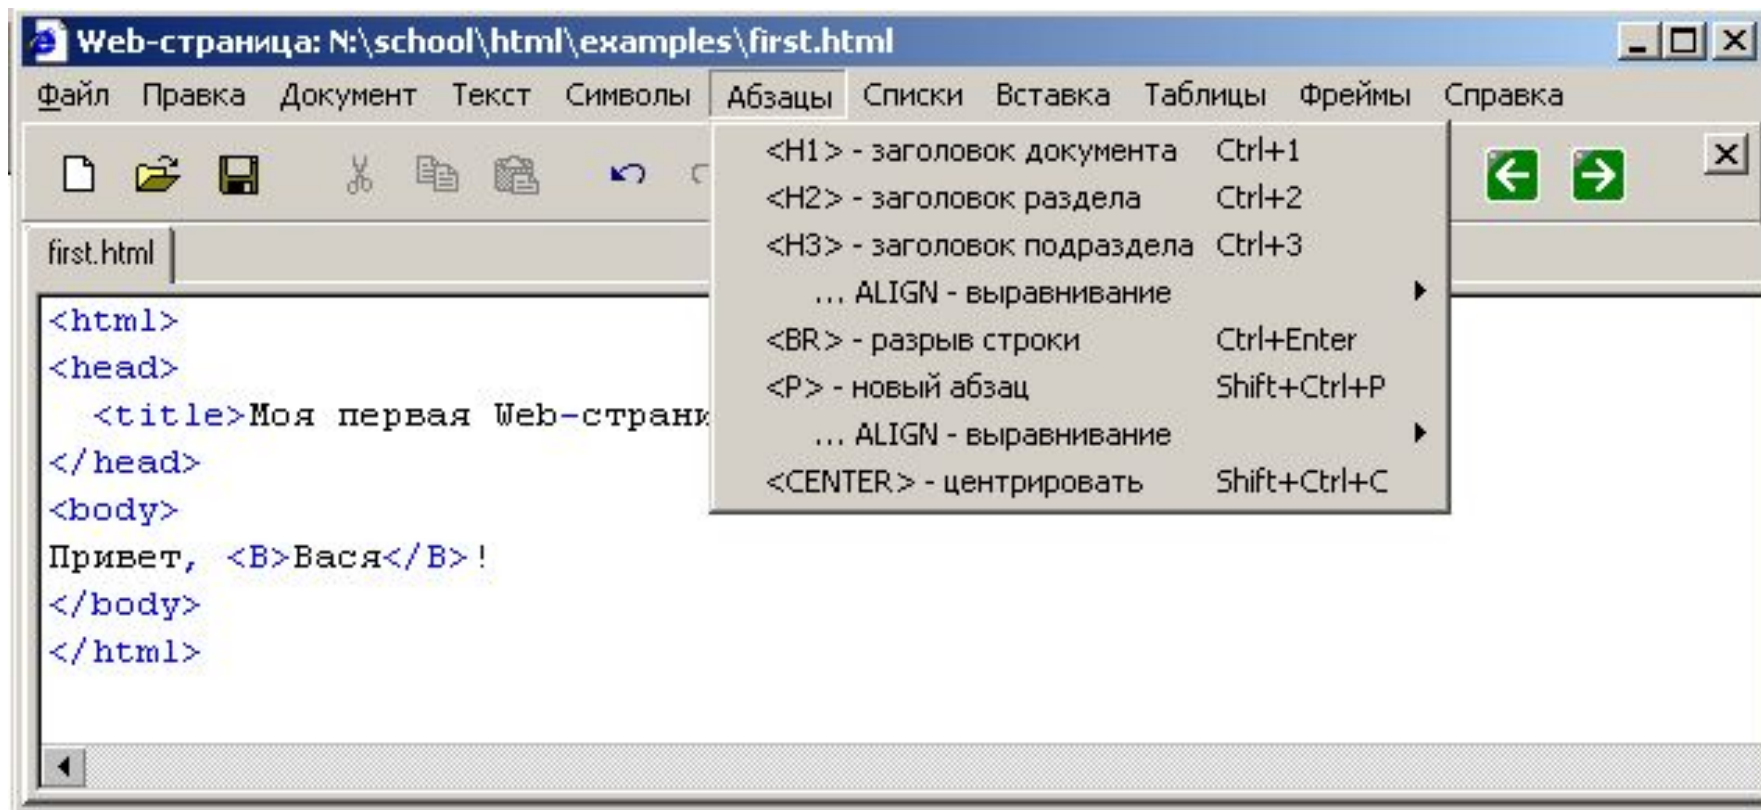 Web-страница: N:\school\html\examples\first.html
Файл Правка Документ Текст Символы Абзацы Списки Вставка Таблицы Фреймы Справка
<H1> - заголовок документа Ctrl+1
<H2> - заголовок раздела Ctrl+2
<H3> - заголовок подраздела Ctrl+3
... ALIGN - выравнивание
<BR> - разрыв строки Ctrl+Enter
<P> - новый абзац Shift+Ctrl+P
... ALIGN - выравнивание
<CENTER> - центрировать Shift+Ctrl+C
first.html
<html>
<head>
<title>Моя первая Web-страни
</head>
<body>
Привет, <B>Вася</B>!
</body>
</html>